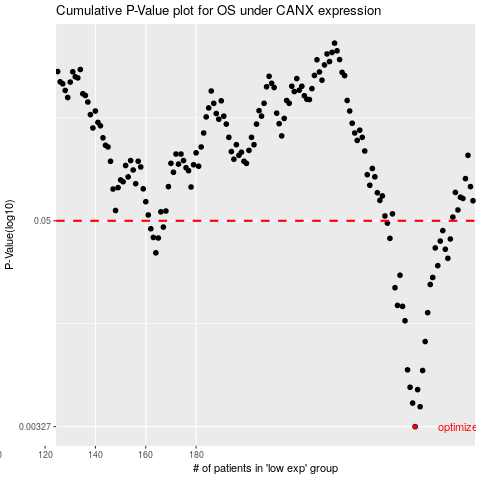 Cumulative P-Value plot for OS under CANX expression
P-Value(log10)
0.05
0.00327
optimize
0
120
140
160
180
# of patients in 'low exp' group